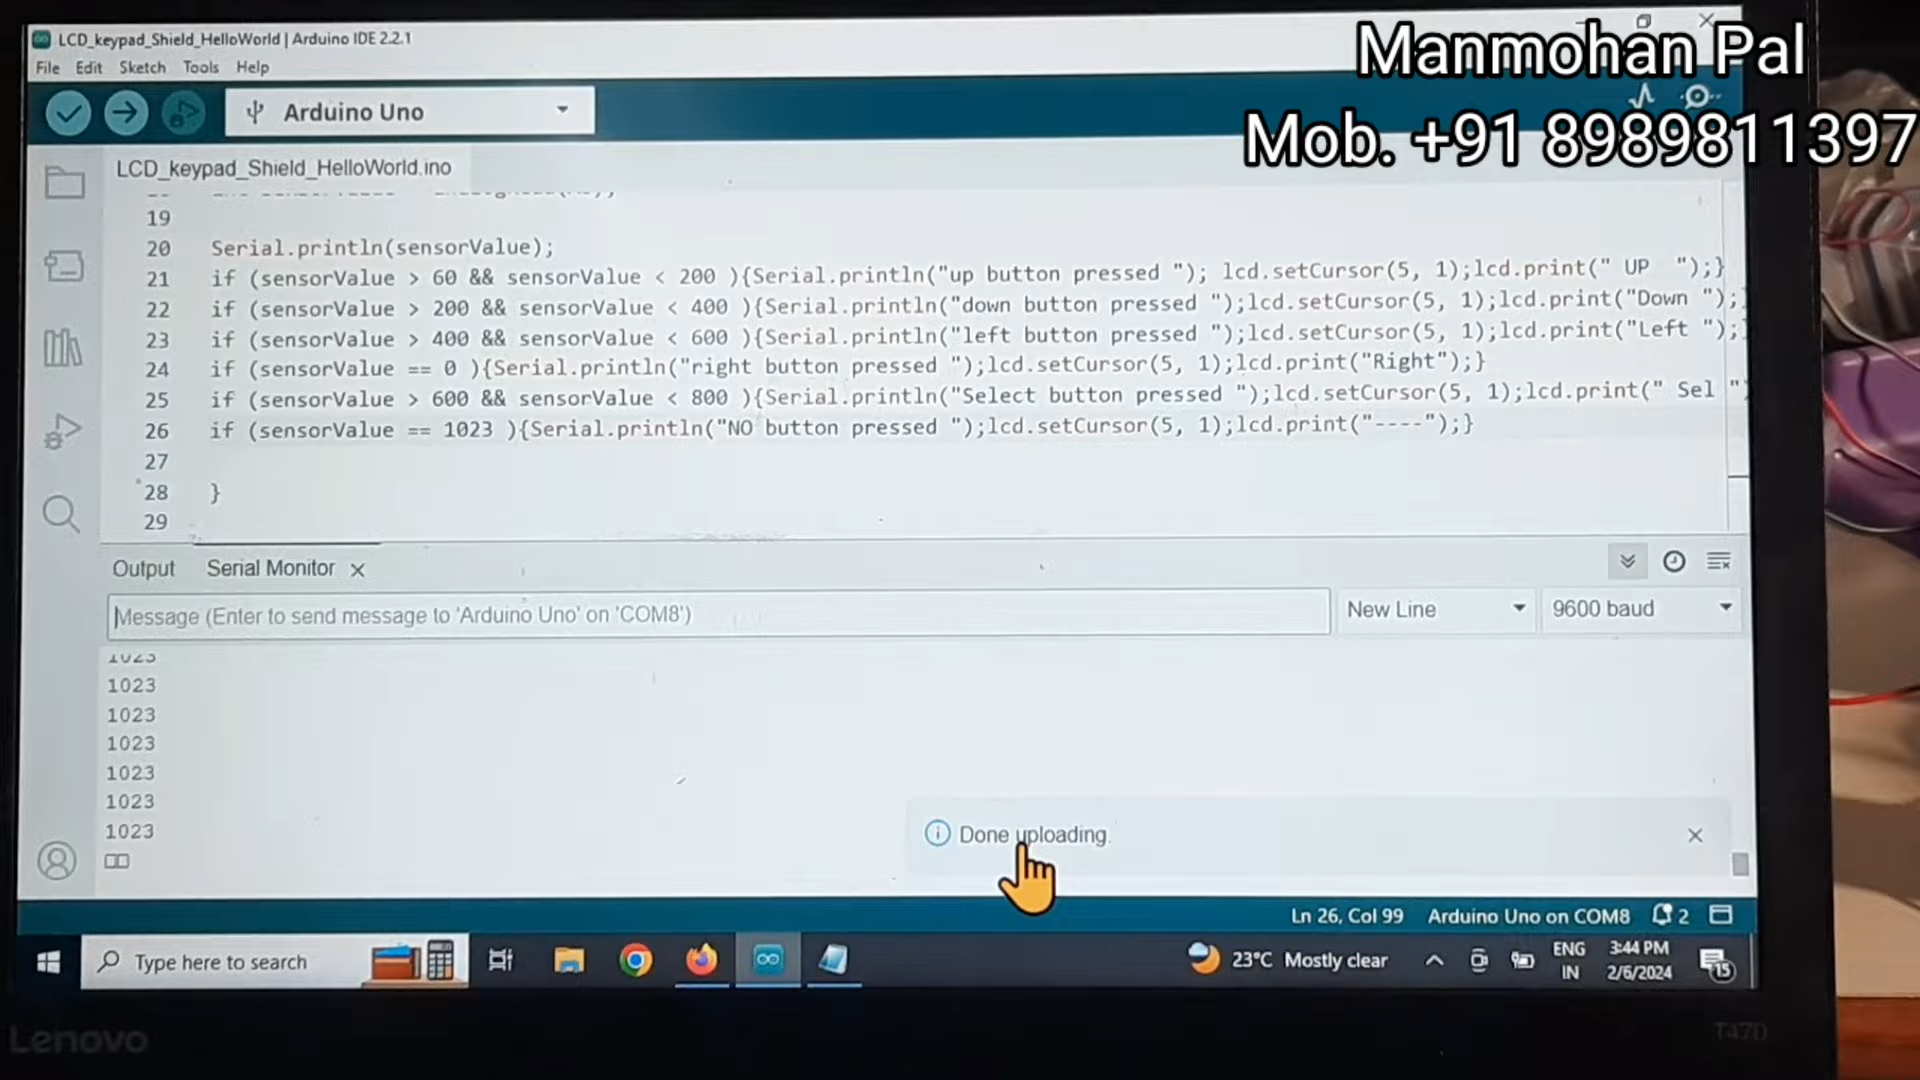 LCD_keypad_Shield_HelloWorld | Arduino IDE 2.2.1
File Edit Sketch Tools Help
Manmohan Pal
Mob. +91 8989811397
Arduino Uno
LCD_keypad_Shield_HelloWorld.ino
19
20 Serial.println(sensorValue);
21 if (sensorValue > 60 && sensorValue < 200 ){Serial.println("up button pressed "); lcd.setCursor(5, 1);lcd.print(" UP  ");}
22 if (sensorValue > 200 && sensorValue < 400 ){Serial.println("down button pressed ");lcd.setCursor(5, 1);lcd.print("Down ");
23 if (sensorValue > 400 && sensorValue < 600 ){Serial.println("left button pressed ");lcd.setCursor(5, 1);lcd.print("Left ");
24 if (sensorValue == 0 ){Serial.println("right button pressed ");lcd.setCursor(5, 1);lcd.print("Right");}
25 if (sensorValue > 600 && sensorValue < 800 ){Serial.println("Select button pressed ");lcd.setCursor(5, 1);lcd.print(" Sel "
26 if (sensorValue == 1023 ){Serial.println("NO button pressed ");lcd.setCursor(5, 1);lcd.print("----");}
27
28 }
29
Output Serial Monitor
Message (Enter to send message to 'Arduino Uno' on 'COM8')
New Line
9600 baud
1023
1023
1023
1023
1023
1023
1023
Done uploading.
Ln 26, Col 99 Arduino Uno on COM8 2
Type here to search
23°C Mostly clear
ENG
IN
3:44 PM
2/6/2024
15
Lenovo
T470